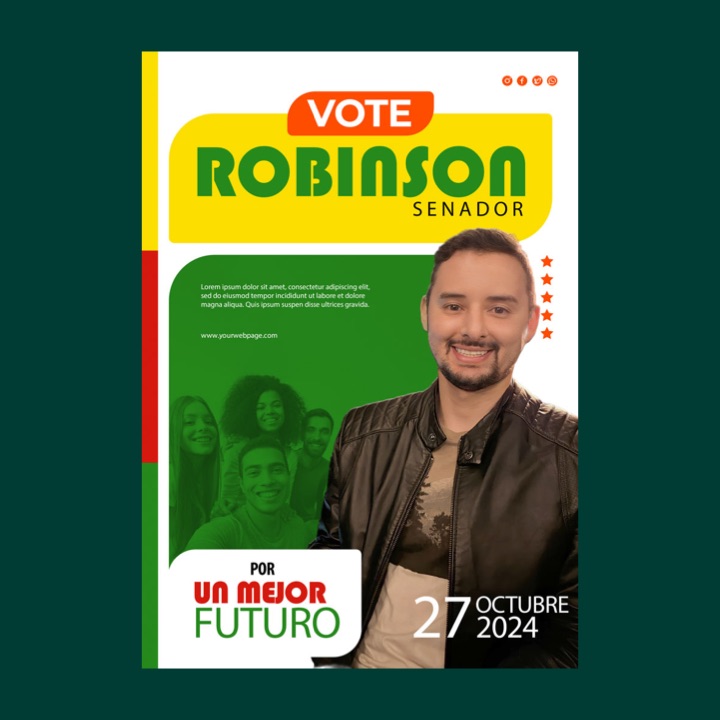 VOTE
ROBINSON
SENADOR
Lorem ipsum dolor sit amet, consectetur adipiscing elit,
sed do eiusmod tempor incididunt ut labore et dolore
magna aliqua. Quis ipsum suspen disse ultrices gravida.
www.yourwebpage.com
POR
UN MEJOR
FUTURO
27 OCTUBRE
2024